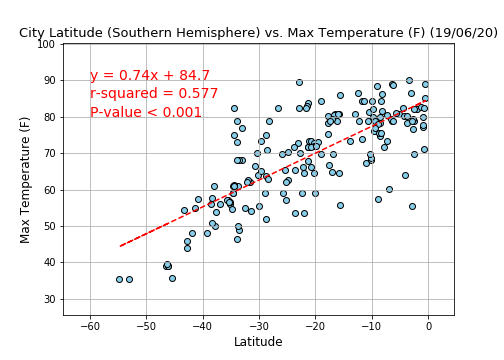 City Latitude (Southern Hemisphere) vs. Max Temperature (F) (19/06/20)
100
90
80
70
60
50
40
30
y = 0.74x + 84.7
r-squared = 0.577
P-value < 0.001
Max Temperature (F)
−60 −50 −40 −30 −20 −10 0
Latitude